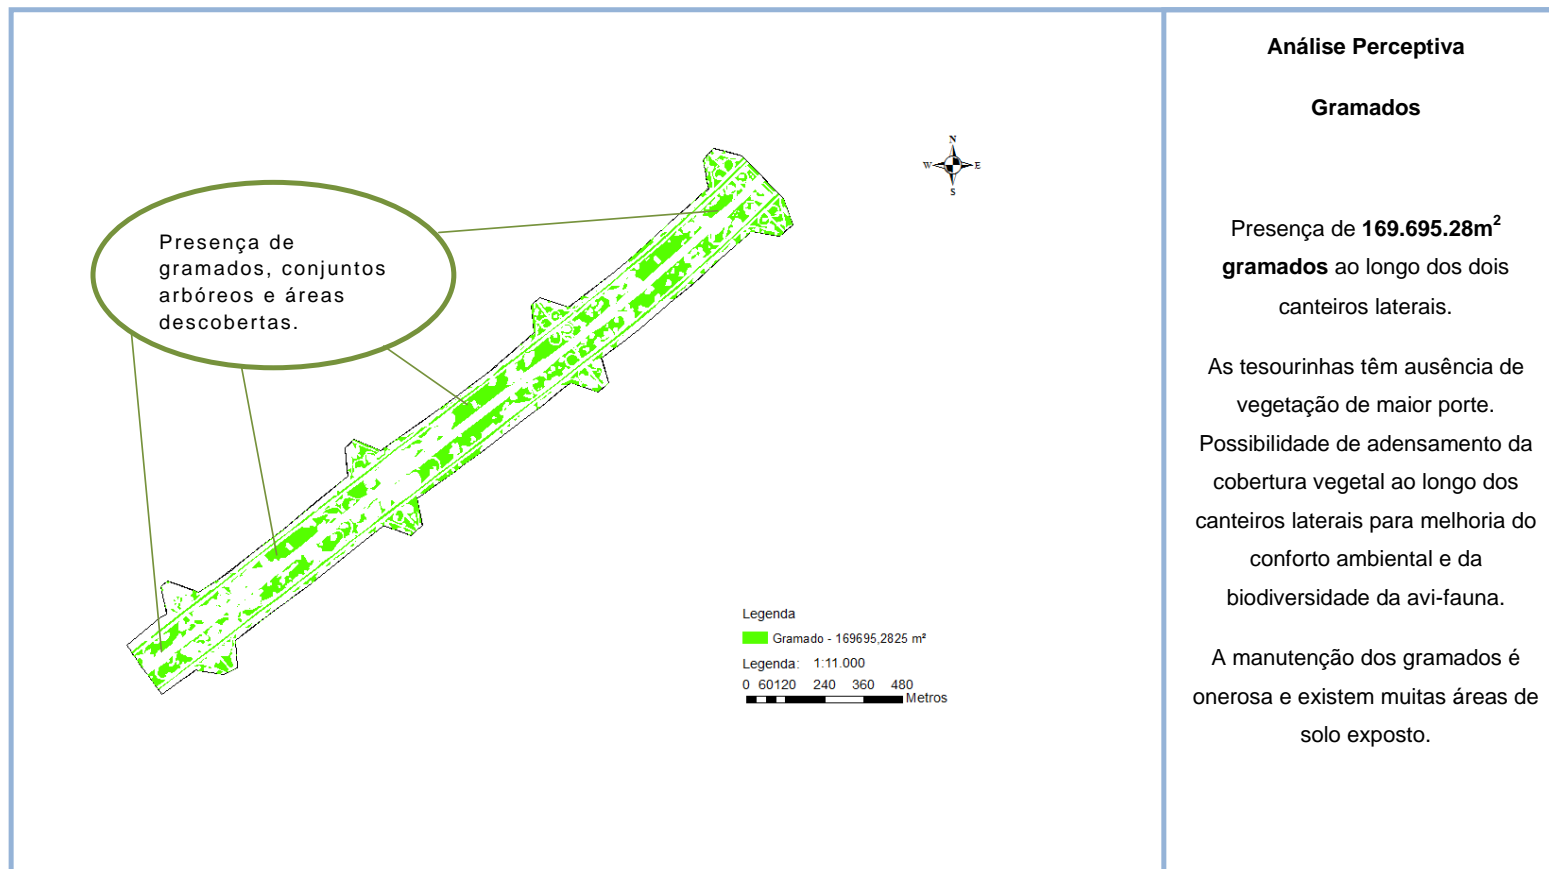 Análise Perceptiva
Gramados
N
W E
S
Presença de
gramados, conjuntos
arbóreos e áreas
descobertas.
Presença de 169.695.28m²
gramados ao longo dos dois
canteiros laterais.
As tesourinhas têm ausência de
vegetação de maior porte.
Possibilidade de adensamento da
cobertura vegetal ao longo dos
canteiros laterais para melhoria do
conforto ambiental e da
biodiversidade da avi-fauna.
A manutenção dos gramados é
onerosa e existem muitas áreas de
solo exposto.
Legenda
Gramado - 169695,2825 m²
Legenda: 1:11.000
0 60120 240 360 480
Metros